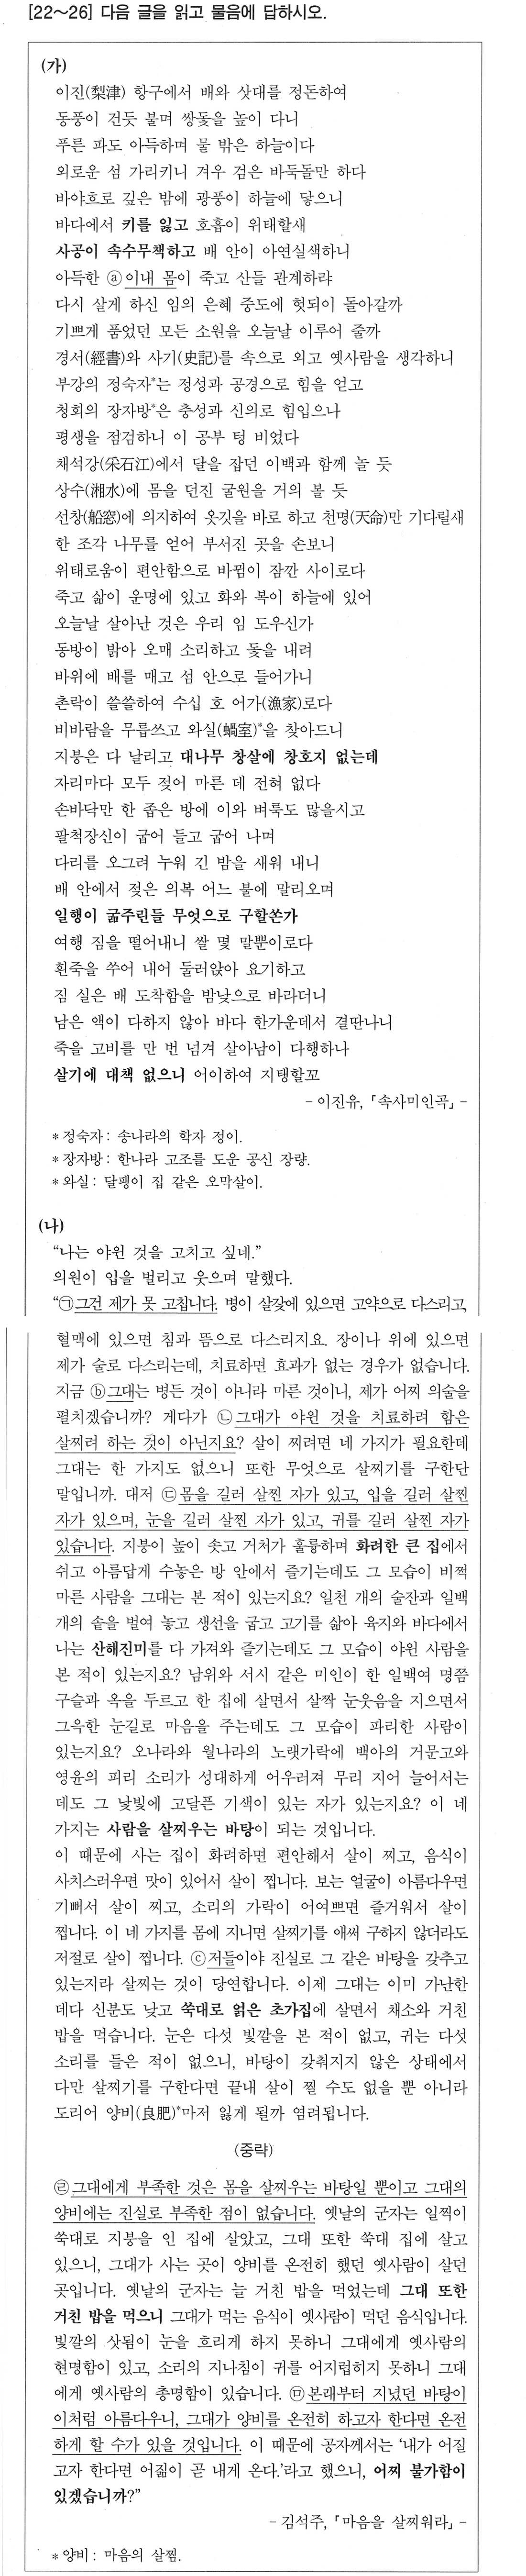 [22~26] 다음 글을 읽고 물음에 답하시오.
(가)
이진(梨津) 항구에서 배와 삿대를 정돈하여
동풍이 건듯 불며 쌍돛을 높이 다니
푸른 파도 아득하며 물 밖은 하늘이다
외로운 섬 가리키니 겨우 검은 바둑돌만 하다
바야흐로 깊은 밤에 광풍이 하늘에 닿으니
바다에서 키를 잃고 호흡이 위태할새
사공이 속수무책하고 배 안이 아연실색하니
아득한 ⓐ이내 몸이 죽고 산들 관계하랴
다시 살게 하신 임의 은혜 중도에 헛되이 돌아갈까
기쁘게 품었던 모든 소원을 오늘날 이루어 줄까
경서(經書)와 사기(史記)를 속으로 외고 옛사람을 생각하니
부강의 정숙자*는 정성과 공경으로 힘을 얻고
청회의 장자방*은 충성과 신의로 힘입으나
평생을 점검하니 이 공부 텅 비었다
채석강(采石江)에서 달을 잡던 이백과 함께 놀 듯
상수(湘水)에 몸을 던진 굴원을 거의 볼 듯
선창(船窓)에 의지하여 옷깃을 바로 하고 천명(天命)만 기다릴새
한 조각 나무를 얻어 부서진 곳을 손보니
위태로움이 편안함으로 바뀜이 잠깐 사이로다
죽고 삶이 운명에 있고 화와 복이 하늘에 있어
오늘날 살아난 것은 우리 임 도우신가
동방이 밝아 오매 소리하고 돛을 내려
바위에 배를 매고 섬 안으로 들어가니
촌락이 쓸쓸하여 수십 호 어가(漁家)로다
비바람을 무릅쓰고 와실(蝸室)*을 찾아드니
지붕은 다 날리고 대나무 창살에 창호지 없는데
자리마다 모두 젖어 마른 데 전혀 없다
손바닥만 한 좁은 방에 이와 벼룩도 많을시고
팔척장신이 굽어 들고 굽어 나며
다리를 오그려 누워 긴 밤을 새워 내니
배 안에서 젖은 의복 어느 불에 말리오며
일행이 굶주린들 무엇으로 구할쏜가
여행 짐을 떨어내니 쌀 몇 말뿐이로다
흰죽을 쑤어 내어 둘러앉아 요기하고
짐 실은 배 도착함을 밤낮으로 바라더니
남은 액이 다하지 않아 바다 한가운데서 결딴나니
죽을 고비를 만 번 넘겨 살아남이 다행하나
살기에 대책 없으니 어이하여 지탱할꼬
- 이진유, 「속사미인곡」 -
* 정숙자: 송나라의 학자 정이.
* 장자방: 한나라 고조를 도운 공신 장량.
* 와실: 달팽이 집 같은 오막살이.
(나)
“나는 야윈 것을 고치고 싶네.”
의원이 입을 벌리고 웃으며 말했다.
“㉠그건 제가 못 고칩니다. 병이 살갗에 있으면 고약으로 다스리고,
혈맥에 있으면 침과 뜸으로 다스리지요. 장이나 위에 있으면
제가 술로 다스리는데, 치료하면 효과가 없는 경우가 없습니다.
지금 ⓑ그대는 병든 것이 아니라 마른 것이니, 제가 어찌 의술을
펼치겠습니까? 게다가 ㉡그대가 야윈 것을 치료하려 함은
살찌려 하는 것이 아닌지요? 살이 찌려면 네 가지가 필요한데
그대는 한 가지도 없으니 또한 무엇으로 살찌기를 구한단
말입니까. 대저 ㉢몸을 길러 살찐 자가 있고, 입을 길러 살찐
자가 있으며, 눈을 길러 살찐 자가 있고, 귀를 길러 살찐 자가
있습니다. 지붕이 높이 솟고 거처가 훌륭하며 화려한 큰 집에서
쉬고 아름답게 수놓은 방 안에서 즐기는데도 그 모습이 비쩍
마른 사람을 그대는 본 적이 있는지요? 일천 개의 술잔과 일백
개의 솥을 벌여 놓고 생선을 굽고 고기를 삶아 육지와 바다에서
나는 산해진미를 다 가져와 즐기는데도 그 모습이 야윈 사람을
본 적이 있는지요? 남위와 서시 같은 미인이 한 일백여 명쯤
구슬과 옥을 두르고 한 집에 살면서 살짝 눈웃음을 지으면서
그윽한 눈길로 마음을 주는데도 그 모습이 파리한 사람이
있는지요? 오나라와 월나라의 노랫가락에 백아의 거문고와
영윤의 피리 소리가 성대하게 어우러져 무리 지어 늘어서는
데도 그 낯빛에 고달픈 기색이 있는 자가 있는지요? 이 네
가지는 사람을 살찌우는 바탕이 되는 것입니다.
이 때문에 사는 집이 화려하면 편안해서 살이 찌고, 음식이
사치스러우면 맛이 있어서 살이 찝니다. 보는 얼굴이 아름다우면
기뻐서 살이 찌고, 소리의 가락이 어여쁘면 즐거워서 살이
찝니다. 이 네 가지를 몸에 지니면 살찌기를 애써 구하지 않더라도
저절로 살이 찝니다. ⓒ저들이야 진실로 그 같은 바탕을 갖추고
있는지라 살찌는 것이 당연합니다. 이제 그대는 이미 가난한
데다 신분도 낮고 쑥대로 얽은 초가집에 살면서 채소와 거친
밥을 먹습니다. 눈은 다섯 빛깔을 본 적이 없고, 귀는 다섯
소리를 들은 적이 없으니, 바탕이 갖춰지지 않은 상태에서
다만 살찌기를 구한다면 끝내 살이 찔 수도 없을 뿐 아니라
도리어 양비(良肥)*마저 잃게 될까 염려됩니다.
(중략)
㉣그대에게 부족한 것은 몸을 살찌우는 바탕일 뿐이고 그대의
양비에는 진실로 부족한 점이 없습니다. 옛날의 군자는 일찍이
쑥대로 지붕을 인 집에 살았고, 그대 또한 쑥대 집에 살고
있으니, 그대가 사는 곳이 양비를 온전히 했던 옛사람이 살던
곳입니다. 옛날의 군자는 늘 거친 밥을 먹었는데 그대 또한
거친 밥을 먹으니 그대가 먹는 음식이 옛사람이 먹던 음식입니다.
빛깔의 삿됨이 눈을 흐리게 하지 못하니 그대에게 옛사람의
현명함이 있고, 소리의 지나침이 귀를 어지럽히지 못하니 그대
에게 옛사람의 총명함이 있습니다. ㉤본래부터 지녔던 바탕이
이처럼 아름다우니, 그대가 양비를 온전히 하고자 한다면 온전
하게 할 수가 있을 것입니다. 이 때문에 공자께서는 ‘내가 어질
고자 한다면 어짊이 곧 내게 온다.’라고 했으니, 어찌 불가함이
있겠습니까?”
- 김석주, 「마음을 살찌워라」 -
* 양비: 마음의 살찜.